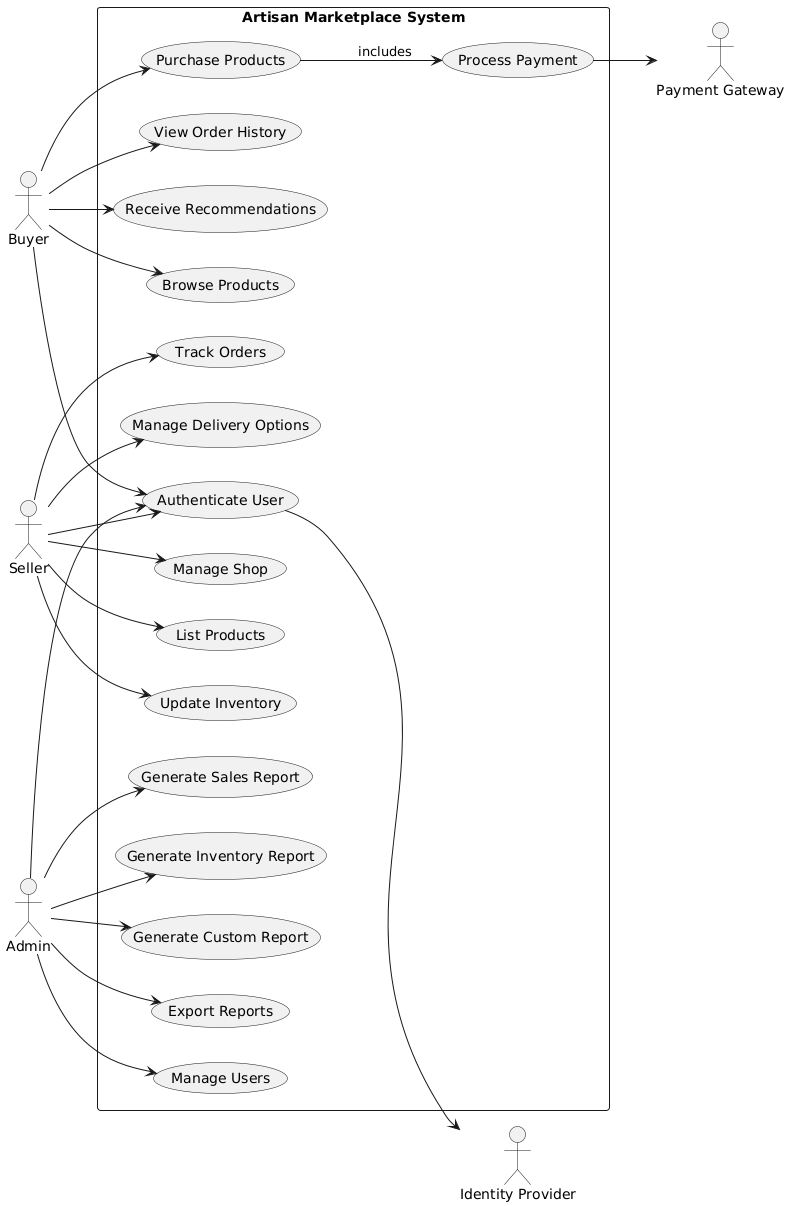 Artisan Marketplace System
Purchase Products
includes
Process Payment
Payment Gateway
View Order History
Buyer
Receive Recommendations
Browse Products
Track Orders
Manage Delivery Options
Authenticate User
Seller
Manage Shop
List Products
Update Inventory
Generate Sales Report
Generate Inventory Report
Admin
Generate Custom Report
Export Reports
Manage Users
Identity Provider